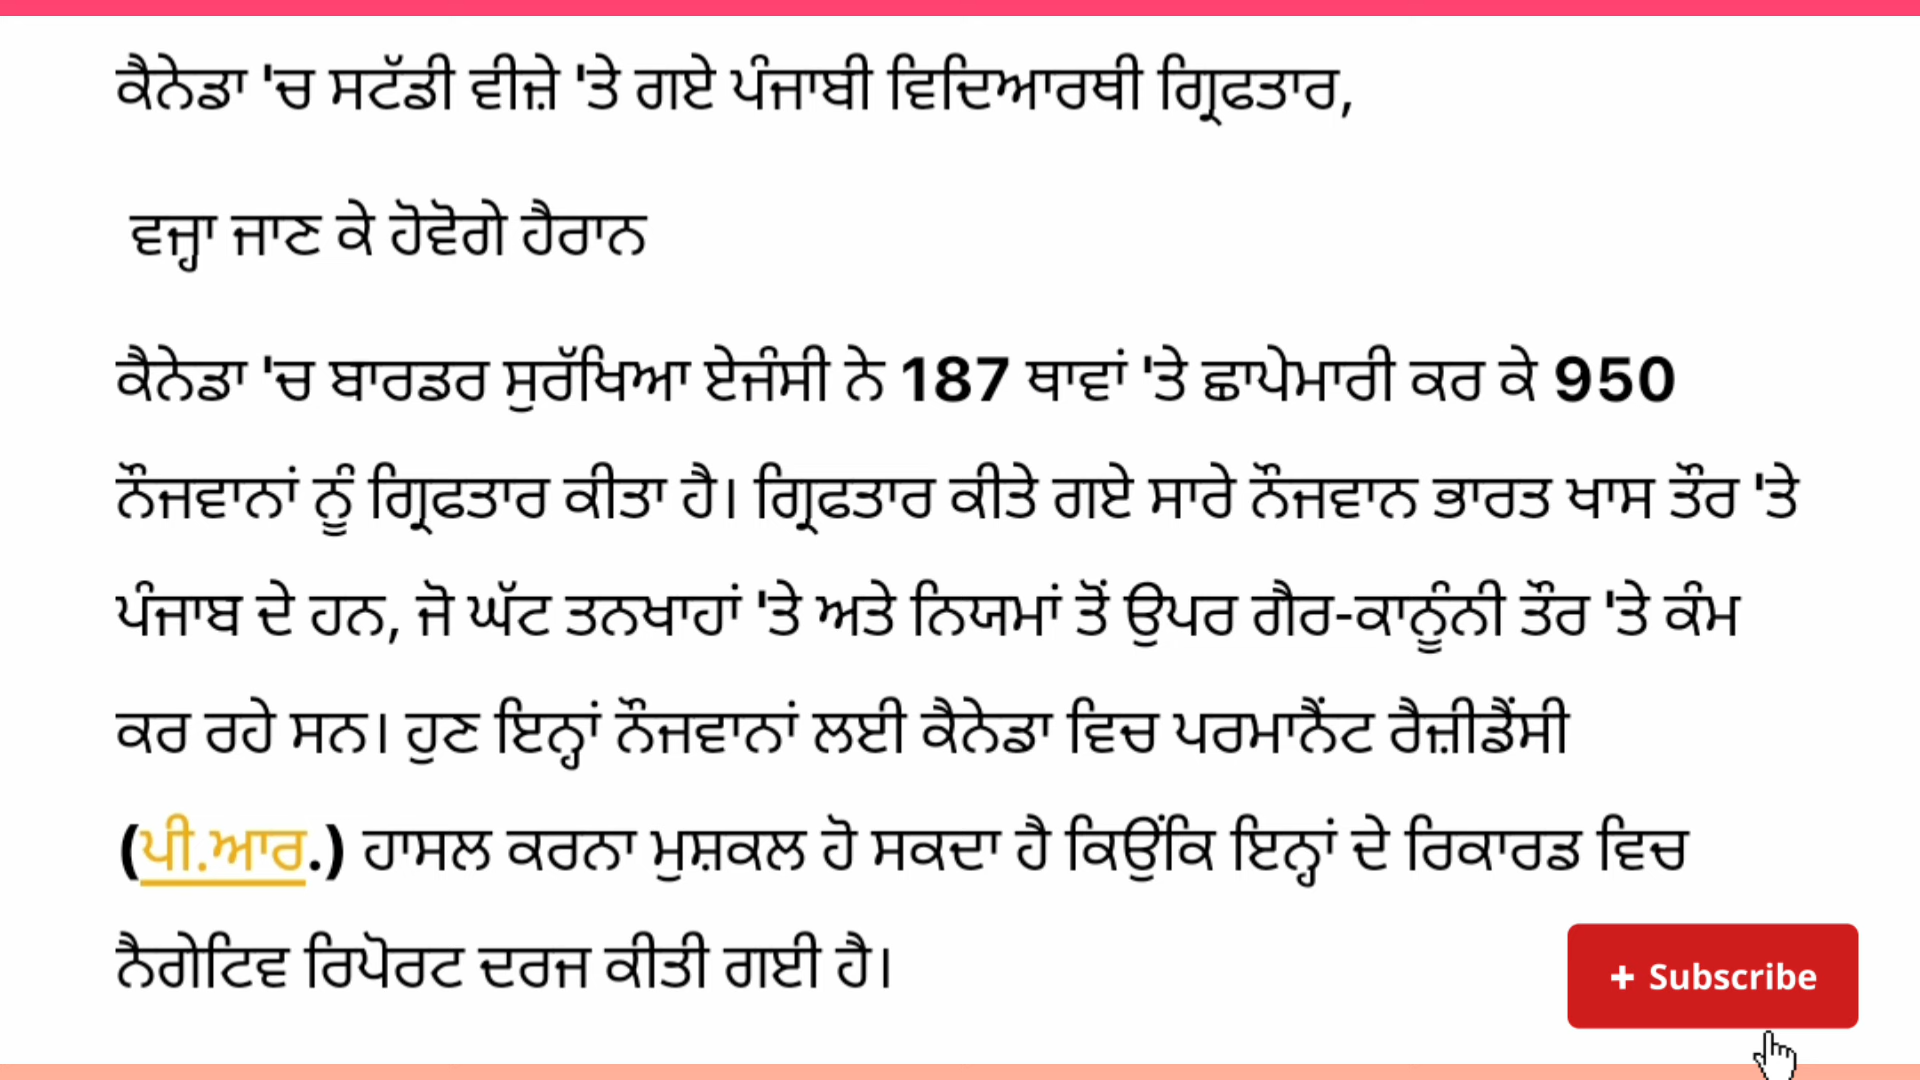 ਕੈਨੇਡਾ 'ਚ ਸਟੱਡੀ ਵੀਜ਼ੇ 'ਤੇ ਗਏ ਪੰਜਾਬੀ ਵਿਦਿਆਰਥੀ ਗ੍ਰਿਫਤਾਰ,
ਵਜ੍ਹਾ ਜਾਣ ਕੇ ਹੋਵੋਗੇ ਹੈਰਾਨ
ਕੈਨੇਡਾ 'ਚ ਬਾਰਡਰ ਸੁਰੱਖਿਆ ਏਜੰਸੀ ਨੇ 187 ਥਾਵਾਂ 'ਤੇ ਛਾਪੇਮਾਰੀ ਕਰ ਕੇ 950
ਨੌਜਵਾਨਾਂ ਨੂੰ ਗ੍ਰਿਫਤਾਰ ਕੀਤਾ ਹੈ। ਗ੍ਰਿਫਤਾਰ ਕੀਤੇ ਗਏ ਸਾਰੇ ਨੌਜਵਾਨ ਭਾਰਤ ਖਾਸ ਤੌਰ 'ਤੇ
ਪੰਜਾਬ ਦੇ ਹਨ, ਜੋ ਘੱਟ ਤਨਖਾਹਾਂ 'ਤੇ ਅਤੇ ਨਿਯਮਾਂ ਤੋਂ ਉਪਰ ਗੈਰ-ਕਾਨੂੰਨੀ ਤੌਰ 'ਤੇ ਕੰਮ
ਕਰ ਰਹੇ ਸਨ। ਹੁਣ ਇਨ੍ਹਾਂ ਨੌਜਵਾਨਾਂ ਲਈ ਕੈਨੇਡਾ ਵਿਚ ਪਰਮਾਨੈਂਟ ਰੈਜ਼ੀਡੈਂਸੀ
(ਪੀ.ਆਰ.) ਹਾਸਲ ਕਰਨਾ ਮੁਸ਼ਕਲ ਹੋ ਸਕਦਾ ਹੈ ਕਿਉਂਕਿ ਇਨ੍ਹਾਂ ਦੇ ਰਿਕਾਰਡ ਵਿਚ
ਨੈਗੇਟਿਵ ਰਿਪੋਰਟ ਦਰਜ ਕੀਤੀ ਗਈ ਹੈ।
+ Subscribe